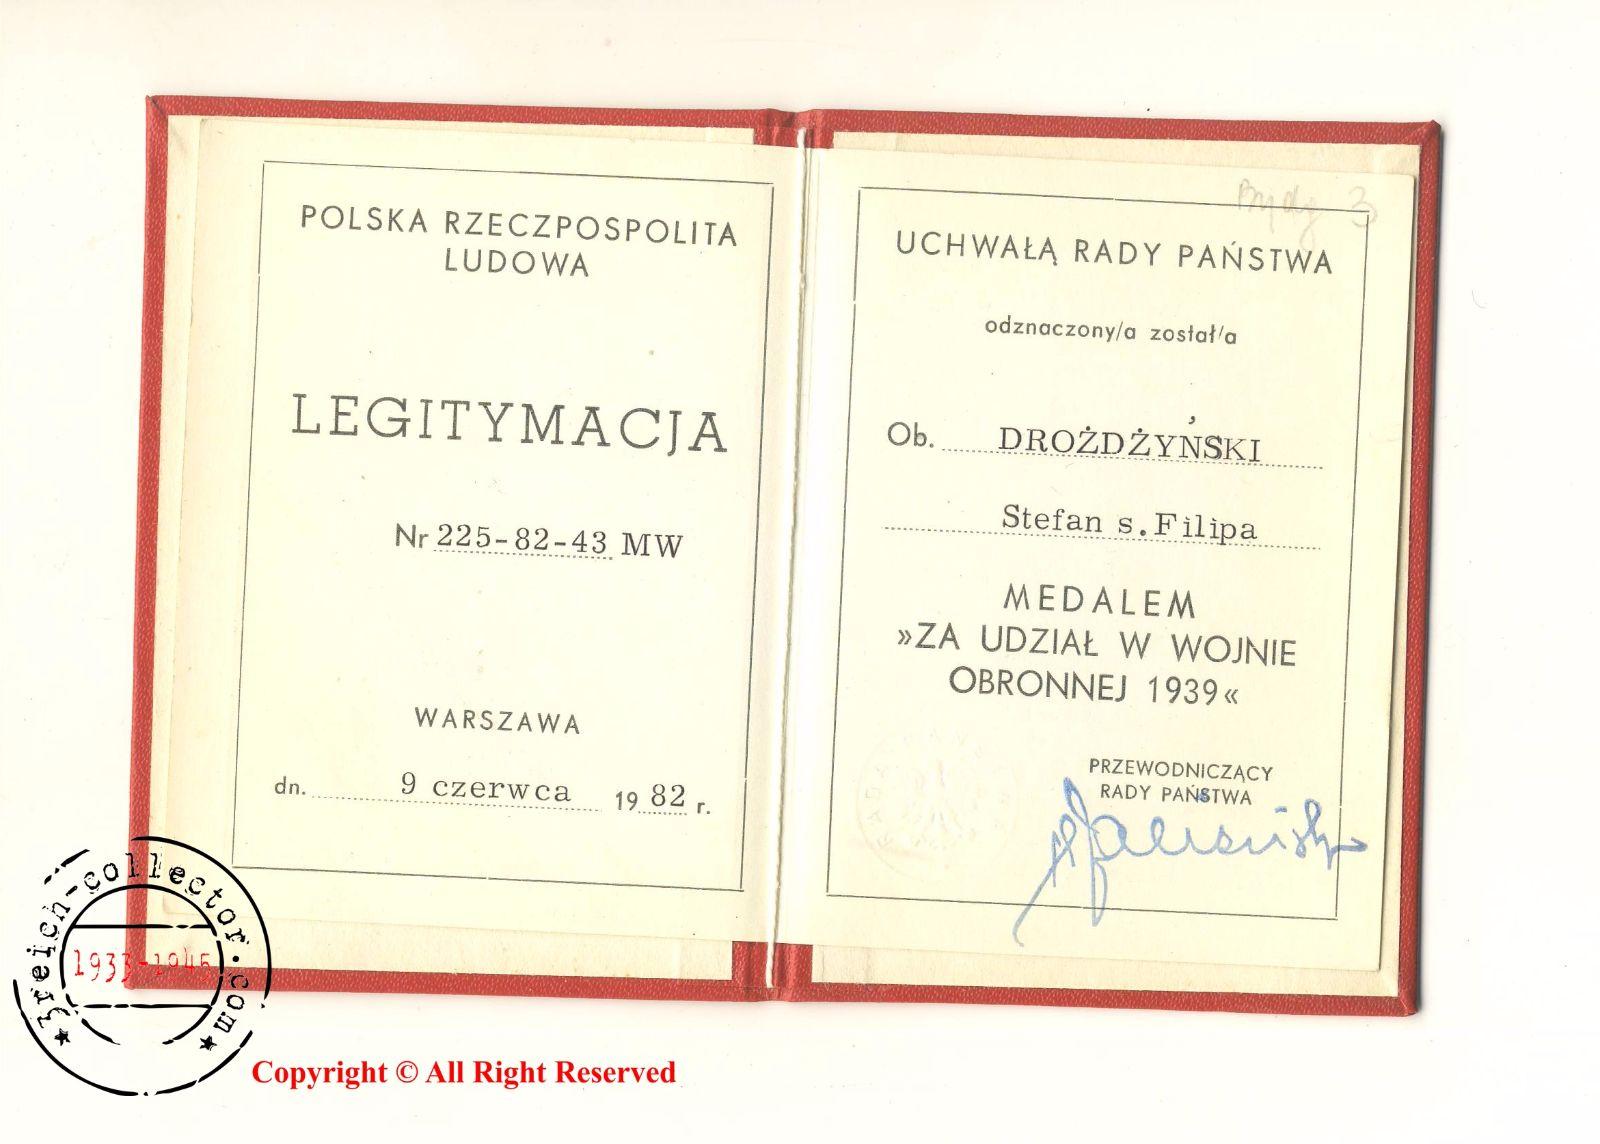 POLSKA RZECZPOSPOLITA
LUDOWA
LEGITYMACJA
Nr 225-82-43 MW
WARSZAWA
dn. 9 czerwca 1982 r.
3
UCHWAŁĄ RADY PAŃSTWA
odznaczony/a został/a
Ob. DROŻDŻYŃSKI
Stefan s.Filipa
MEDALEM
»ZA UDZIAŁ W WOJNIE
OBRONNEJ 1939«
PRZEWODNICZĄCY
RADY PAŃSTWA
3reich-collector.com
1933-1945
Copyright © All Right Reserved